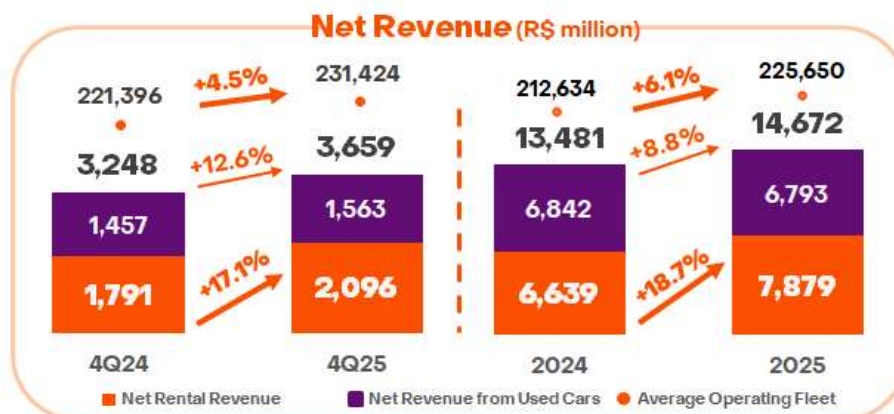 Net Revenue (R$ million)
221,396 +4.5% 231,424 212,634 +6.1% 225,650
3,248 +12.6% 3,659 13,481 +8.8% 14,672
1,457 1,563 6,842 6,793
1,791 +17.1% 2,096 6,639 +18.7% 7,879
4Q24 4Q25 2024 2025
Net Rental Revenue Net Revenue from Used Cars Average Operating Fleet